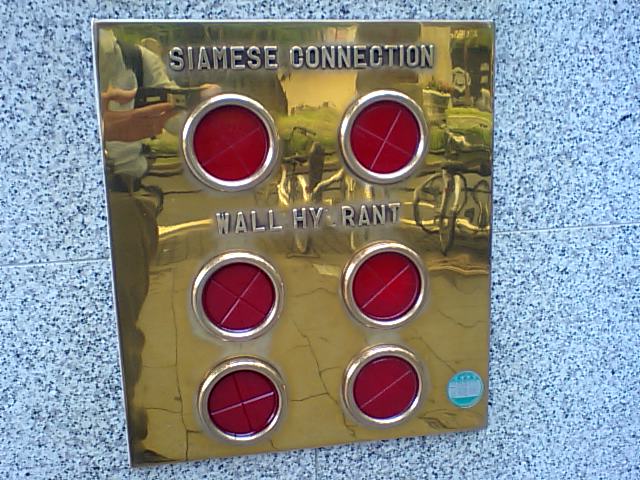 SIAMESE CONNECTION
WALL HY RANT